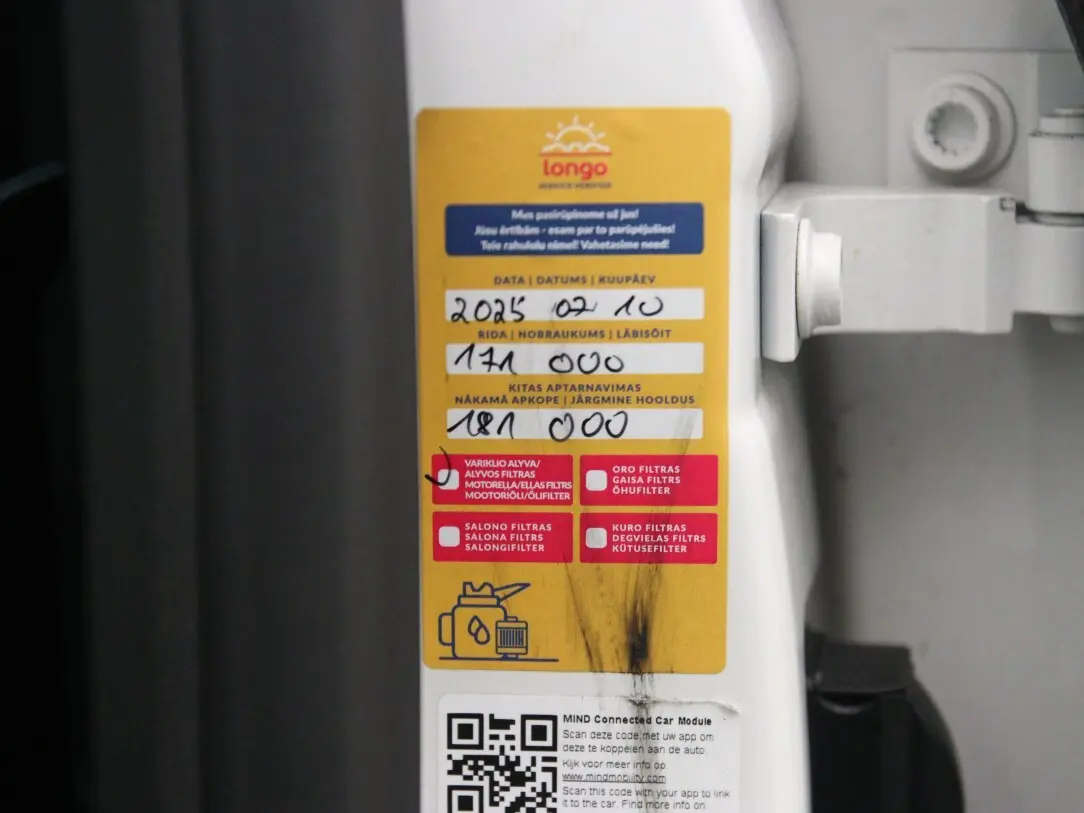 longo
SERVICE VERIFIED
Mes pasirūpinome už jus!
Jūsu ērtībām - esam par to parūpējušies!
Teie rahulolu nimel! Vahetasime need!
DATA | DATUMS | KUUPÄEV
2025 02 10
RIDA | NOBRAUKUMS | LÄBISÕIT
171 000
KITAS APTARNAVIMAS
NĀKAMĀ APKOPE | JÄRGMINE HOOLDUS
181 000
VARIKLIO ALYVA/
ALYVOS FILTRAS
MOTOREĻĻA/EĻĻAS FILTRS
MOOTORIÕLI/ÕLIFILTER
ORO FILTRAS
GAISA FILTRS
ÕHUFILTER
SALONO FILTRAS
SALONA FILTRS
SALONGIFILTER
KURO FILTRAS
DEGVIELAS FILTRS
KÜTUSEFILTER
MIND Connected Car Module
Scan deze code met uw app om
deze te koppelen aan de auto.
Kijk voor meer info op
www.mindmobility.com
Scan this code with your app to link
it to the car. Find more info on